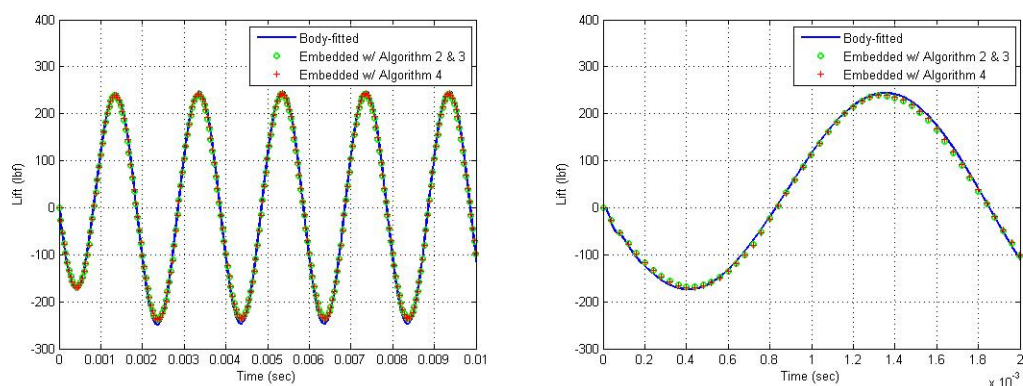 400
300
200
100
0
-100
-200
-300
Lift (lbf)
0 0.001 0.002 0.003 0.004 0.005 0.006 0.007 0.008 0.009 0.01
Time (sec)
Body-fitted
Embedded w/ Algorithm 2 & 3
Embedded w/ Algorithm 4
400
300
200
100
0
-100
-200
-300
Lift (lbf)
0 0.2 0.4 0.6 0.8 1 1.2 1.4 1.6 1.8 2
Time (sec)
x 10⁻³
Body-fitted
Embedded w/ Algorithm 2 & 3
Embedded w/ Algorithm 4